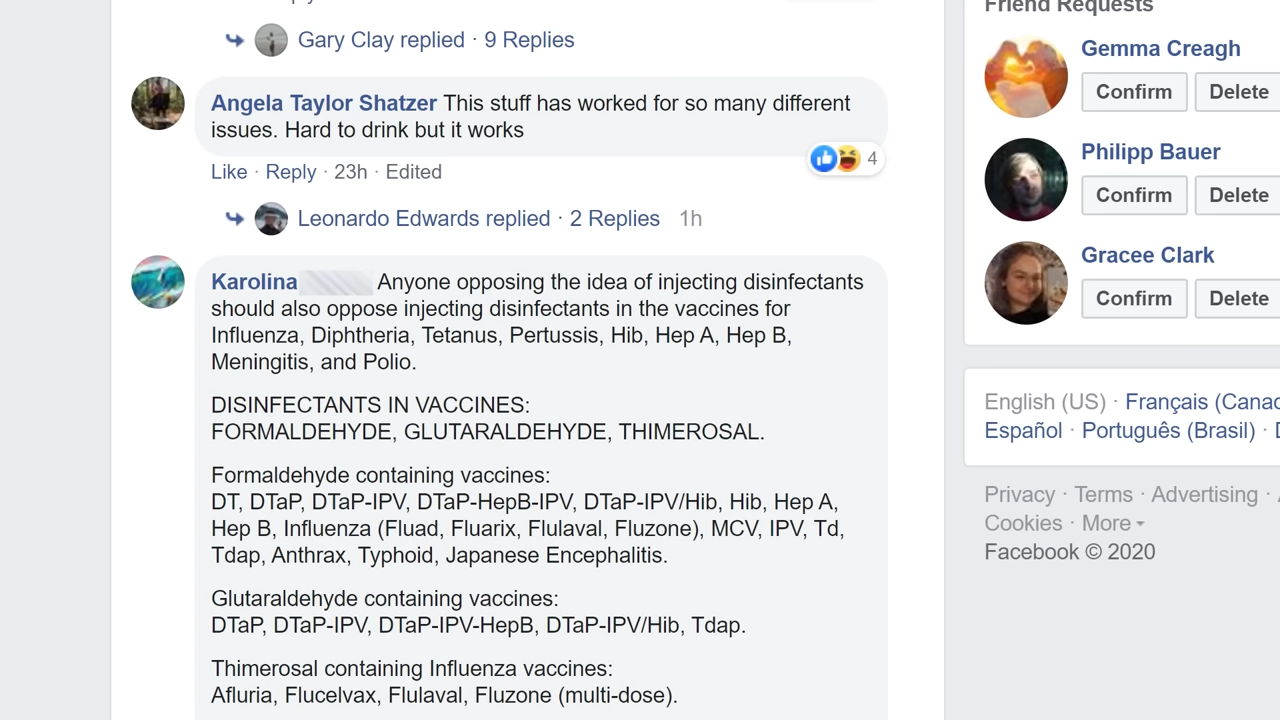 Gary Clay replied · 9 Replies
Angela Taylor Shatzer This stuff has worked for so many different
issues. Hard to drink but it works
4
Like · Reply · 23h · Edited
Leonardo Edwards replied · 2 Replies 1h
Karolina Anyone opposing the idea of injecting disinfectants
should also oppose injecting disinfectants in the vaccines for
Influenza, Diphtheria, Tetanus, Pertussis, Hib, Hep A, Hep B,
Meningitis, and Polio.
DISINFECTANTS IN VACCINES:
FORMALDEHYDE, GLUTARALDEHYDE, THIMEROSAL.
Formaldehyde containing vaccines:
DT, DTaP, DTaP-IPV, DTaP-HepB-IPV, DTaP-IPV/Hib, Hib, Hep A,
Hep B, Influenza (Fluad, Fluarix, Flulaval, Fluzone), MCV, IPV, Td,
Tdap, Anthrax, Typhoid, Japanese Encephalitis.
Glutaraldehyde containing vaccines:
DTaP, DTaP-IPV, DTaP-IPV-HepB, DTaP-IPV/Hib, Tdap.
Thimerosal containing Influenza vaccines:
Afluria, Flucelvax, Flulaval, Fluzone (multi-dose).
Friend Requests
Gemma Creagh
Confirm Delete
Philipp Bauer
Confirm Delete
Gracee Clark
Confirm Delete
English (US) · Français (Canad
Español · Português (Brasil) ·
Privacy · Terms · Advertising ·
Cookies · More
Facebook © 2020